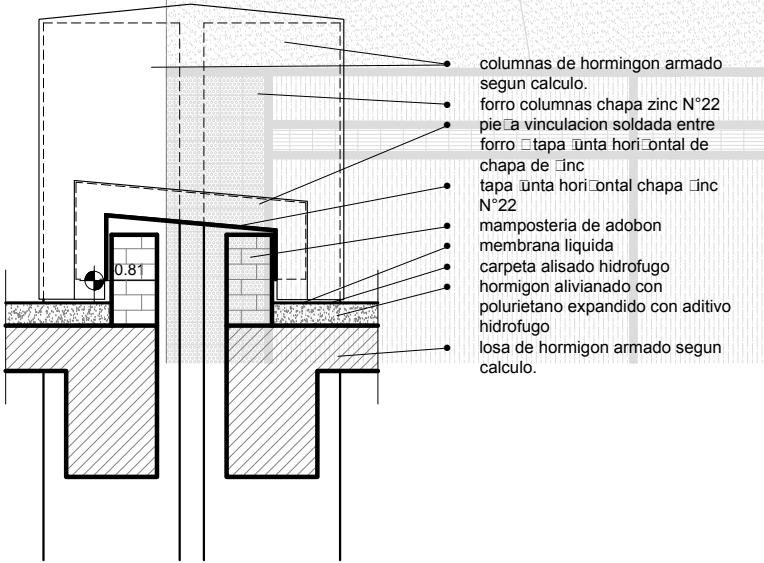 columnas de hormingon armado
segun calculo.
forro columnas chapa zinc N°22
pie□a vinculacion soldada entre
forro □ tapa □unta hori□ontal de
chapa de □inc
tapa □unta hori□ontal chapa □inc
N°22
mamposteria de adobon
membrana liquida
carpeta alisado hidrofugo
hormigon alivianado con
polurietano expandido con aditivo
hidrofugo
losa de hormigon armado segun
calculo.
0.81